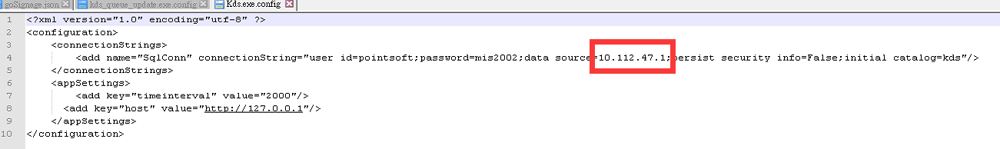 goSignage.json kds_queue_update.exe.config Kds.exe.config
1 <?xml version="1.0" encoding="utf-8" ?>
2 <configuration>
3 <connectionStrings>
4 <add name="SqlConn" connectionString="user id=pointsoft;password=mis2002;data source=10.112.47.1;persist security info=False;initial catalog=kds"/>
5 </connectionStrings>
6 <appSettings>
7 <add key="timeinterval" value="2000"/>
8 <add key="host" value="http://127.0.0.1"/>
9 </appSettings>
10 </configuration>